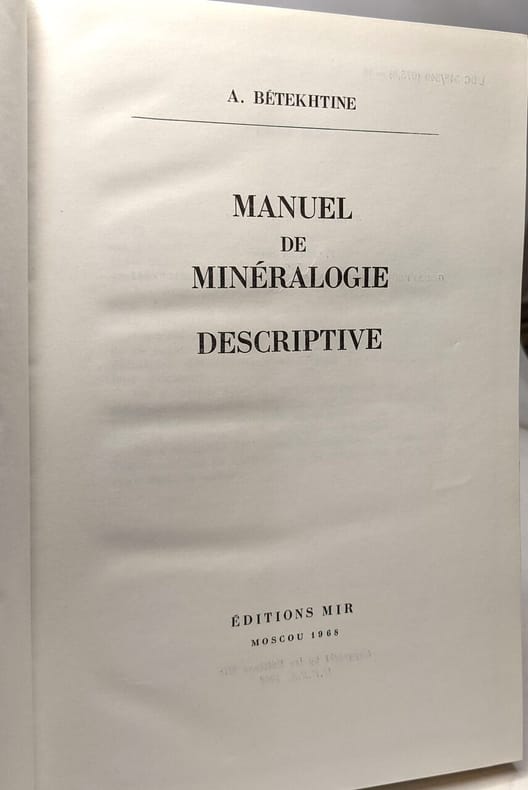 A. BÉTEKHTINE
MANUEL
DE
MINÉRALOGIE
DESCRIPTIVE
ÉDITIONS MIR
MOSCOU 1968